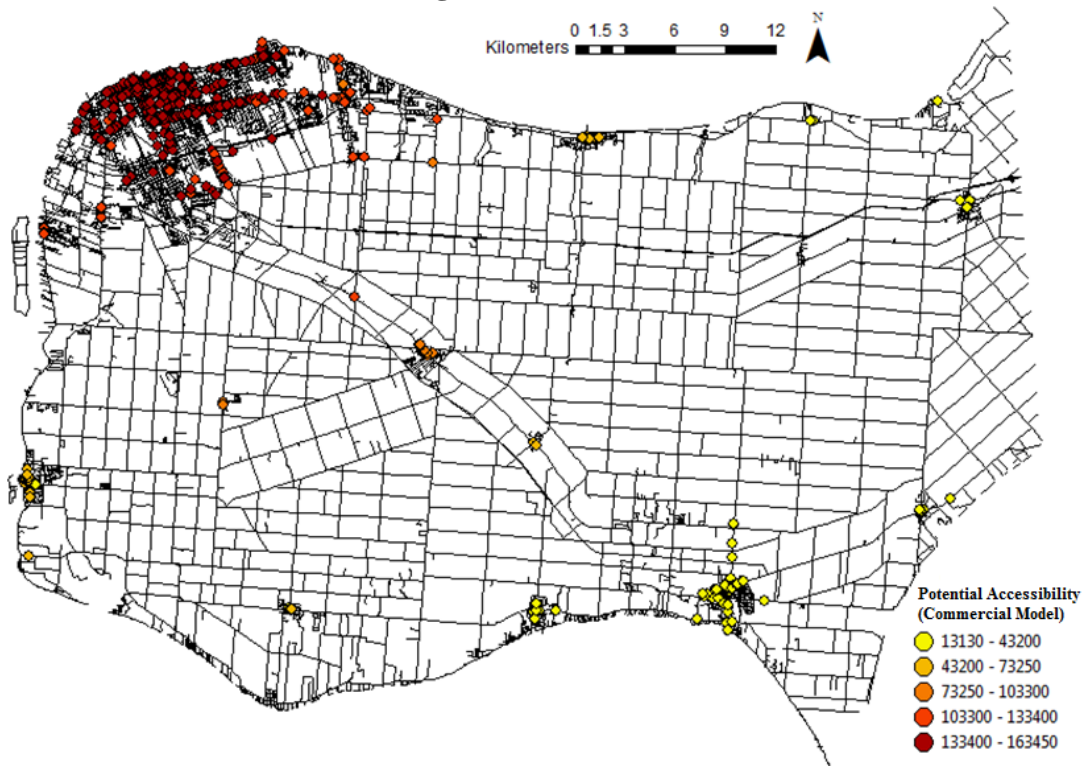 N
0 1.5 3 6 9 12
Kilometers
Potential Accessibility
(Commercial Model)
13130 - 43200
43200 - 73250
73250 - 103300
103300 - 133400
133400 - 163450